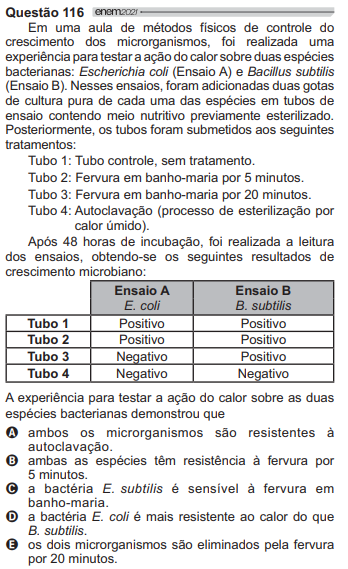 Questão 116 enem2021
Em uma aula de métodos físicos de controle do
crescimento dos microrganismos, foi realizada uma
experiência para testar a ação do calor sobre duas espécies
bacterianas: Escherichia coli (Ensaio A) e Bacillus subtilis
(Ensaio B). Nesses ensaios, foram adicionadas duas gotas
de cultura pura de cada uma das espécies em tubos de
ensaio contendo meio nutritivo previamente esterilizado.
Posteriormente, os tubos foram submetidos aos seguintes
tratamentos:
Tubo 1: Tubo controle, sem tratamento.
Tubo 2: Fervura em banho-maria por 5 minutos.
Tubo 3: Fervura em banho-maria por 20 minutos.
Tubo 4: Autoclavação (processo de esterilização por
calor úmido).
Após 48 horas de incubação, foi realizada a leitura
dos ensaios, obtendo-se os seguintes resultados de
crescimento microbiano:
Ensaio A Ensaio B
E. coli B. subtilis
Tubo 1 Positivo Positivo
Tubo 2 Positivo Positivo
Tubo 3 Negativo Positivo
Tubo 4 Negativo Negativo
A experiência para testar a ação do calor sobre as duas
espécies bacterianas demonstrou que
A ambos os microrganismos são resistentes à
autoclavação.
B ambas as espécies têm resistência à fervura por
5 minutos.
C a bactéria E. subtilis é sensível à fervura em
banho-maria.
D a bactéria E. coli é mais resistente ao calor do que
B. subtilis.
E os dois microrganismos são eliminados pela fervura
por 20 minutos.